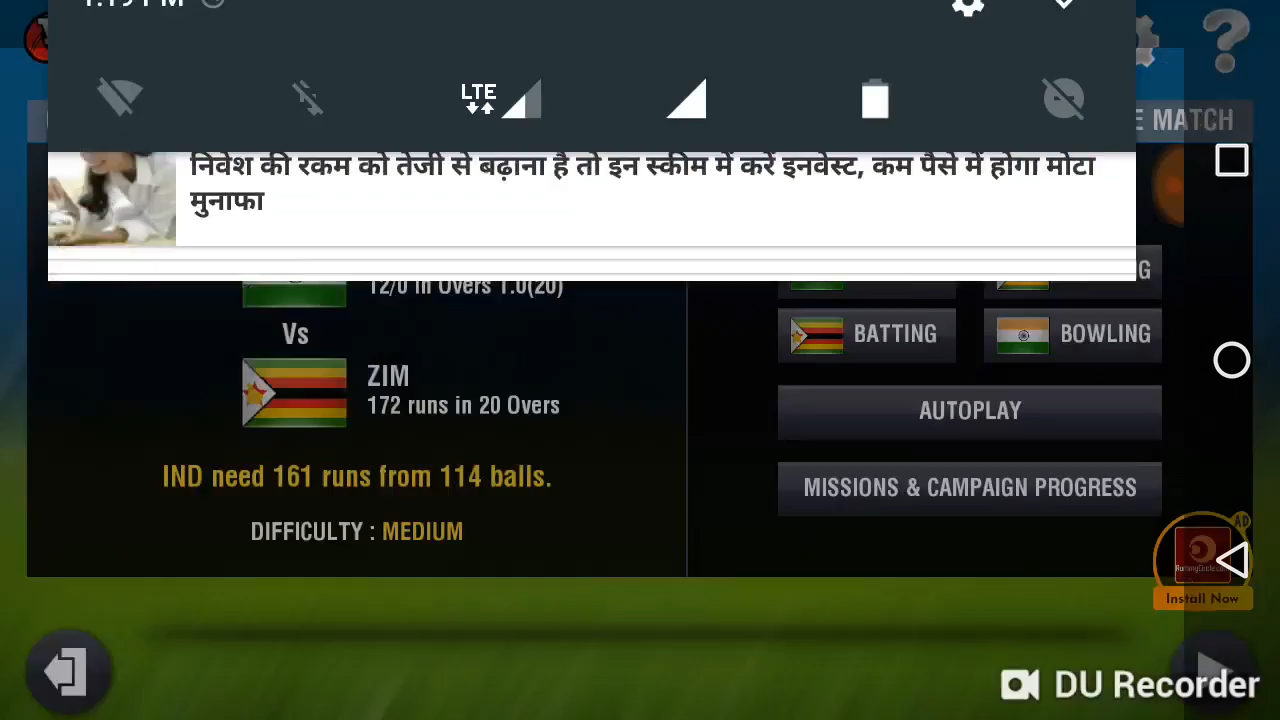 LTE
E MATCH
निवेश की रकम को तेजी से बढ़ाना है तो इन स्कीम में करें इनवेस्ट, कम पैसे में होगा मोटा
मुनाफा
12/0 in Overs 1.0(20)
G
Vs
BATTING
BOWLING
ZIM
172 runs in 20 Overs
AUTOPLAY
IND need 161 runs from 114 balls.
MISSIONS & CAMPAIGN PROGRESS
DIFFICULTY : MEDIUM
AD
Install Now
DU Recorder